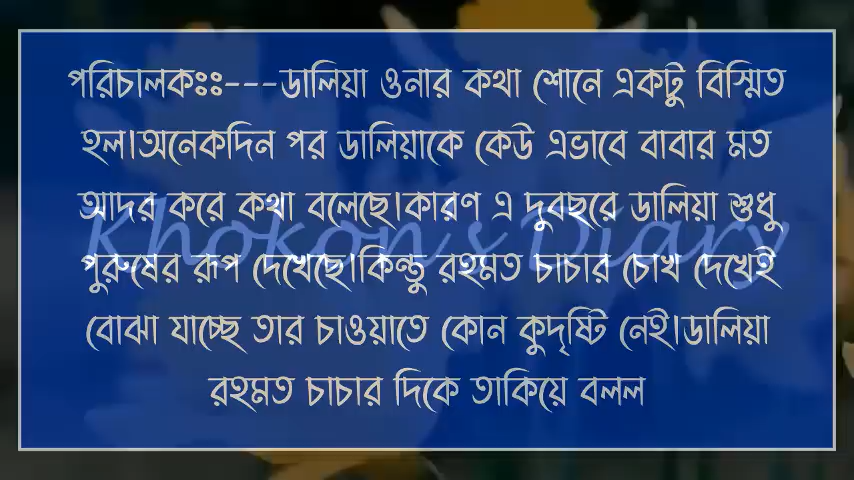 পরিচালকঃঃ---ডালিয়া ওনার কথা শোনে একটু বিস্মিত
হল।অনেকদিন পর ডালিয়াকে কেউ এভাবে বাবার মত
আদর করে কথা বলেছে।কারণ এ দুবছরে ডালিয়া শুধু
পুরুষের রূপ দেখেছে।কিন্তু রহমত চাচার চোখ দেখেই
বোঝা যাচ্ছে তার চাওয়াতে কোন কুদৃষ্টি নেই।ডালিয়া
রহমত চাচার দিকে তাকিয়ে বলল
Khokon's Diary